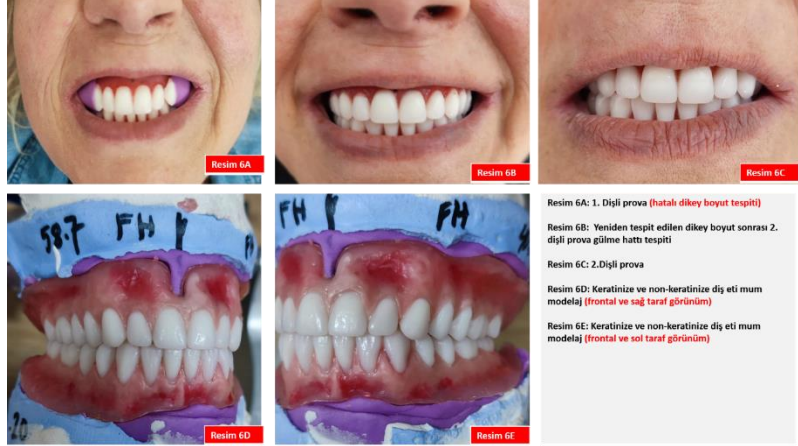 Resim 6A
Resim 6B
Resim 6C
58.7 FH
FH
FH
FH
20
Resim 6D
Resim 6E
Resim 6A: 1. Dişli prova (hatalı dikey boyut tespiti)
Resim 6B: Yeniden tespit edilen dikey boyut sonrası 2.
dişli prova gülme hattı tespiti
Resim 6C: 2.Dişli prova
Resim 6D: Keratinize ve non-keratinize diş eti mum
modelaj (frontal ve sağ taraf görünüm)
Resim 6E: Keratinize ve non-keratinize diş eti mum
modelaj (frontal ve sol taraf görünüm)